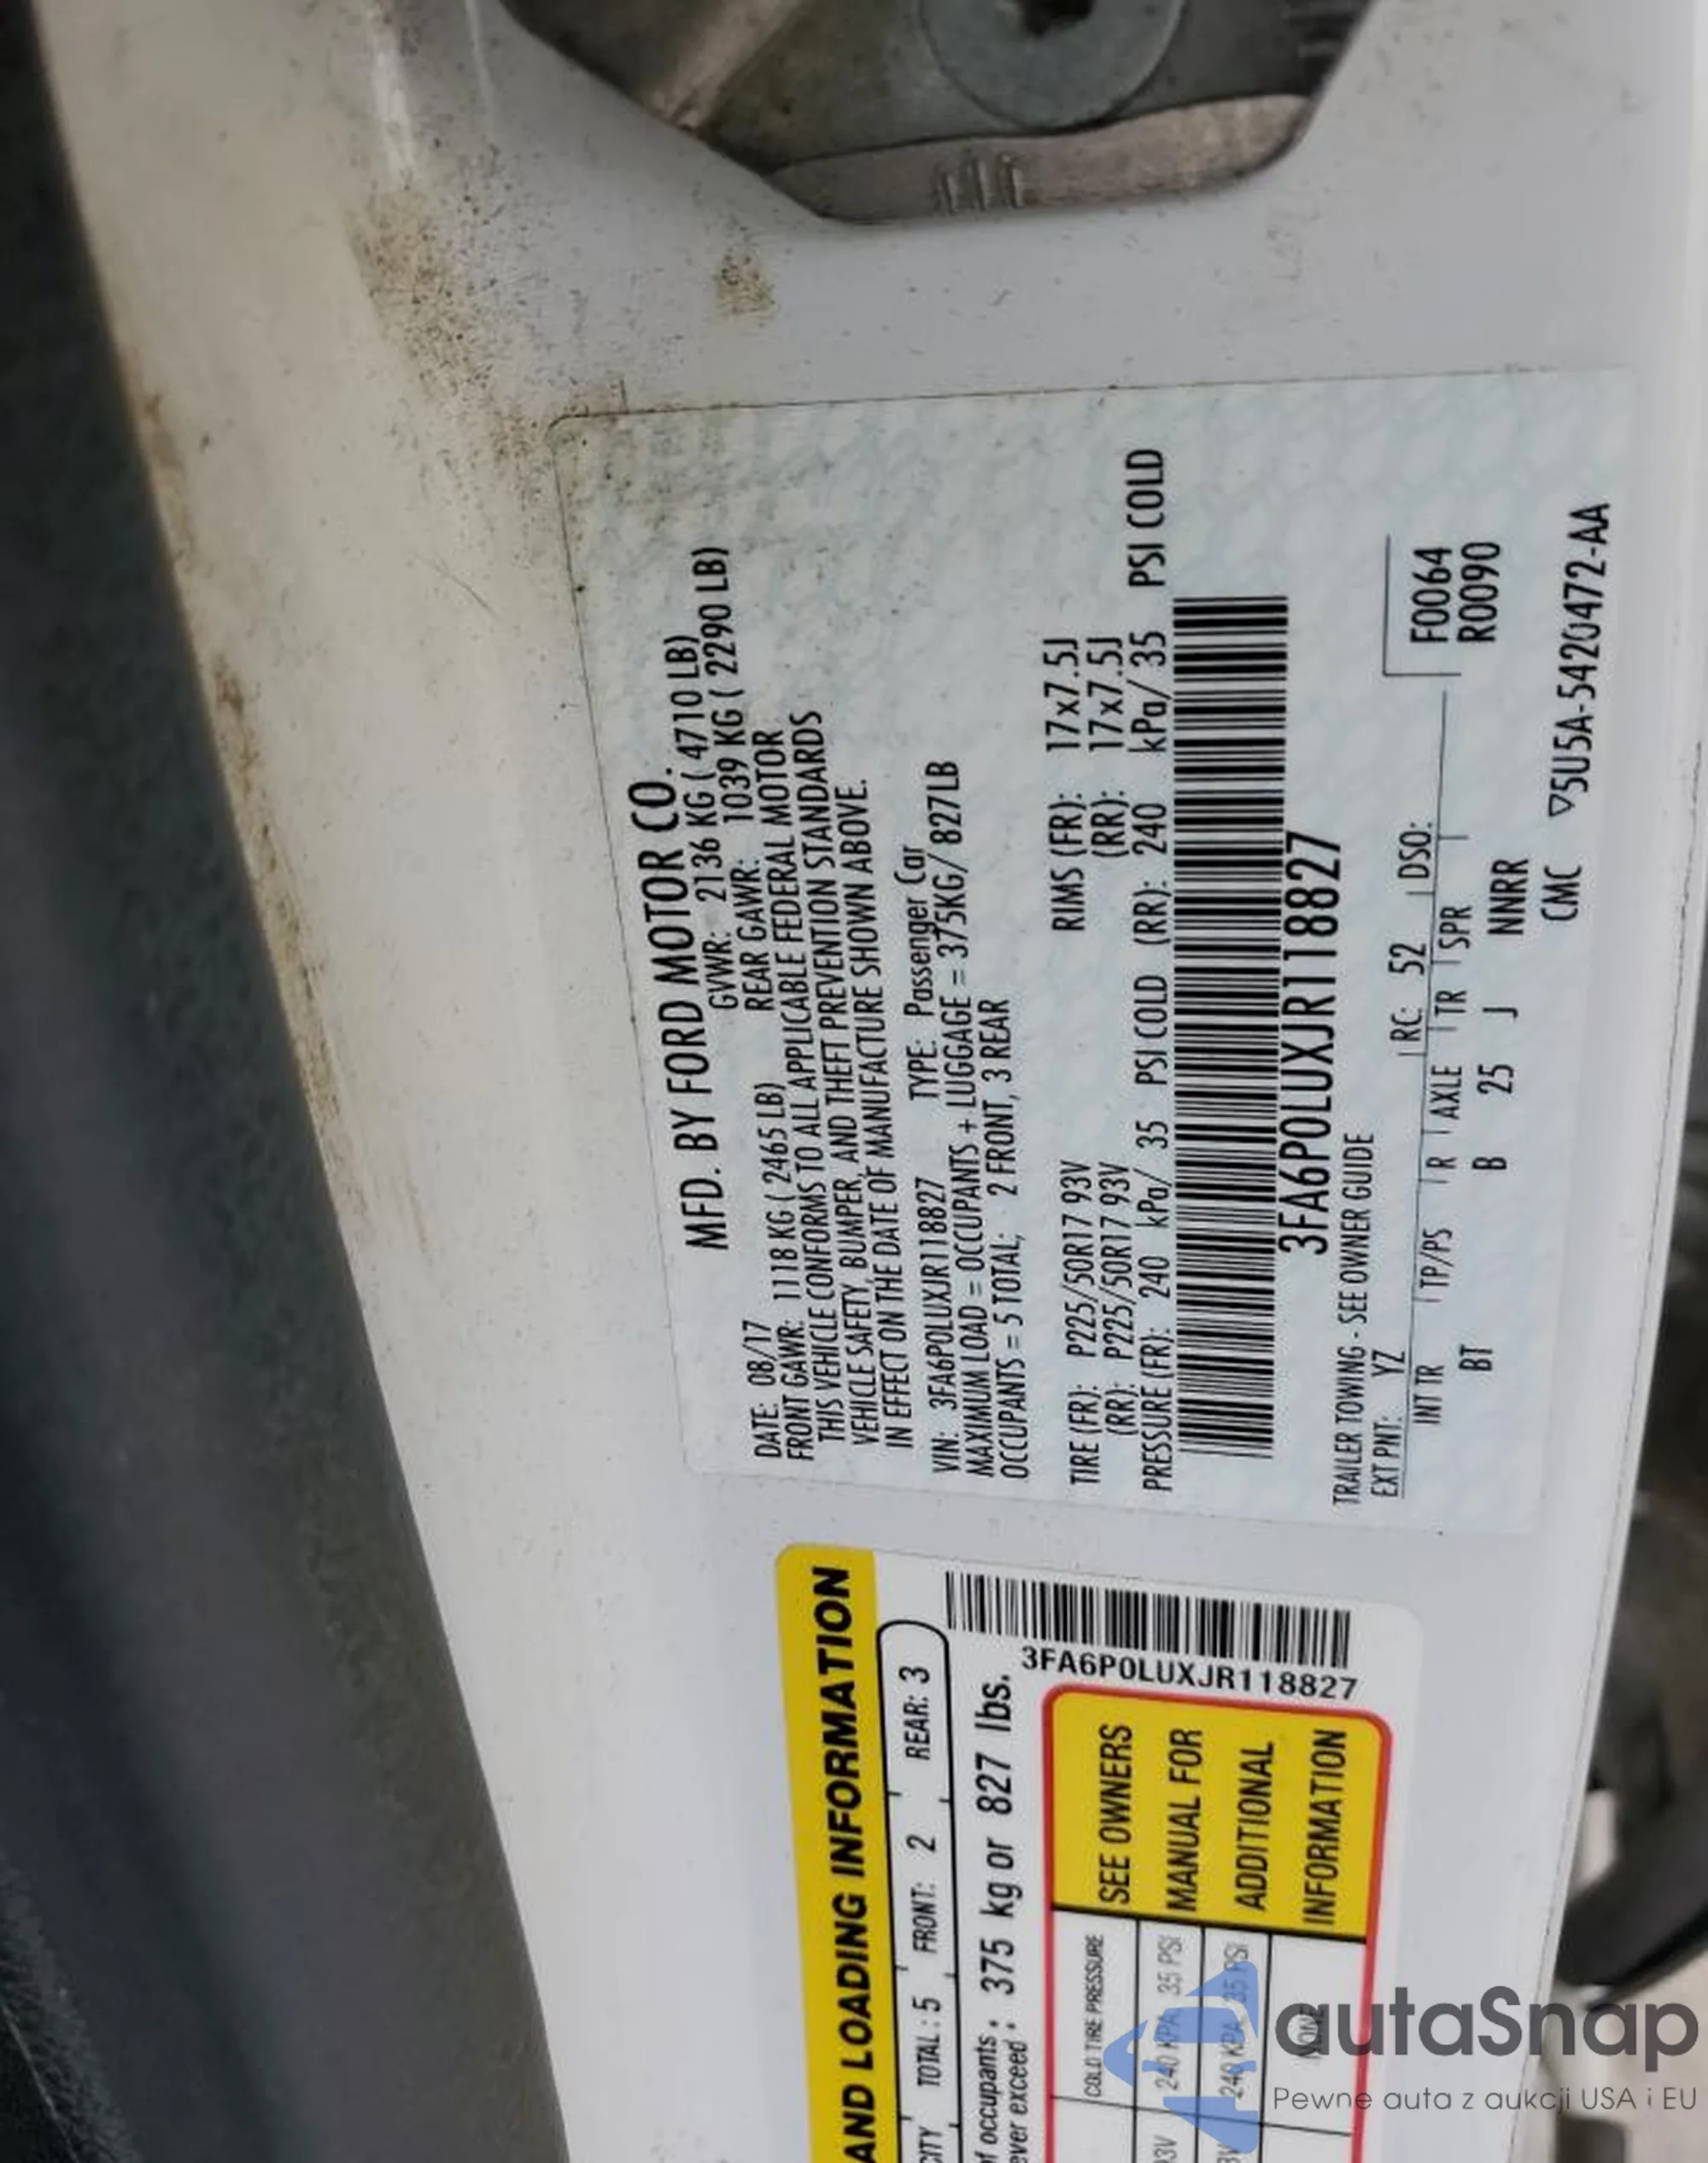 MFD. BY FORD MOTOR CO.
DATE: 08/17 GVWR: 2136 KG ( 4710 LB)
FRONT GAWR: 1118 KG ( 2465 LB) REAR GAWR: 1039 KG ( 2290 LB)
THIS VEHICLE CONFORMS TO ALL APPLICABLE FEDERAL MOTOR
VEHICLE SAFETY, BUMPER, AND THEFT PREVENTION STANDARDS
IN EFFECT ON THE DATE OF MANUFACTURE SHOWN ABOVE.
VIN: 3FA6P0LUXJR118827 TYPE: Passenger Car
MAXIMUM LOAD = OCCUPANTS + LUGGAGE = 375KG/ 827LB
OCCUPANTS = 5 TOTAL; 2 FRONT, 3 REAR
TIRE (FR): P225/50R17 93V RIMS (FR): 17x7.5J
(RR): P225/50R17 93V (RR): 17x7.5J
PRESSURE (FR): 240 kPa/ 35 PSI COLD (RR): 240 kPa/ 35 PSI COLD
3FA6P0LUXJR118827
TRAILER TOWING - SEE OWNER GUIDE
EXT PNT: YZ RC: 52 DSO:
INT TR TP/PS R AXLE TR SPR
BT B 25 J NNRR
F0064
R0090
CMC ▽5U5A-5420472-AA
AND LOADING INFORMATION
CITY TOTAL : 5 FRONT: 2 REAR: 3
of occupants 375 kg or 827 lbs.
ever exceed
3FA6P0LUXJR118827
COLD TIRE PRESSURE
93V 240 KPA, 35 PSI
240 KPA, 35 PSI
NONE
SEE OWNERS
MANUAL FOR
ADDITIONAL
INFORMATION
autaSnap
Pewne auta z aukcji USA i EU